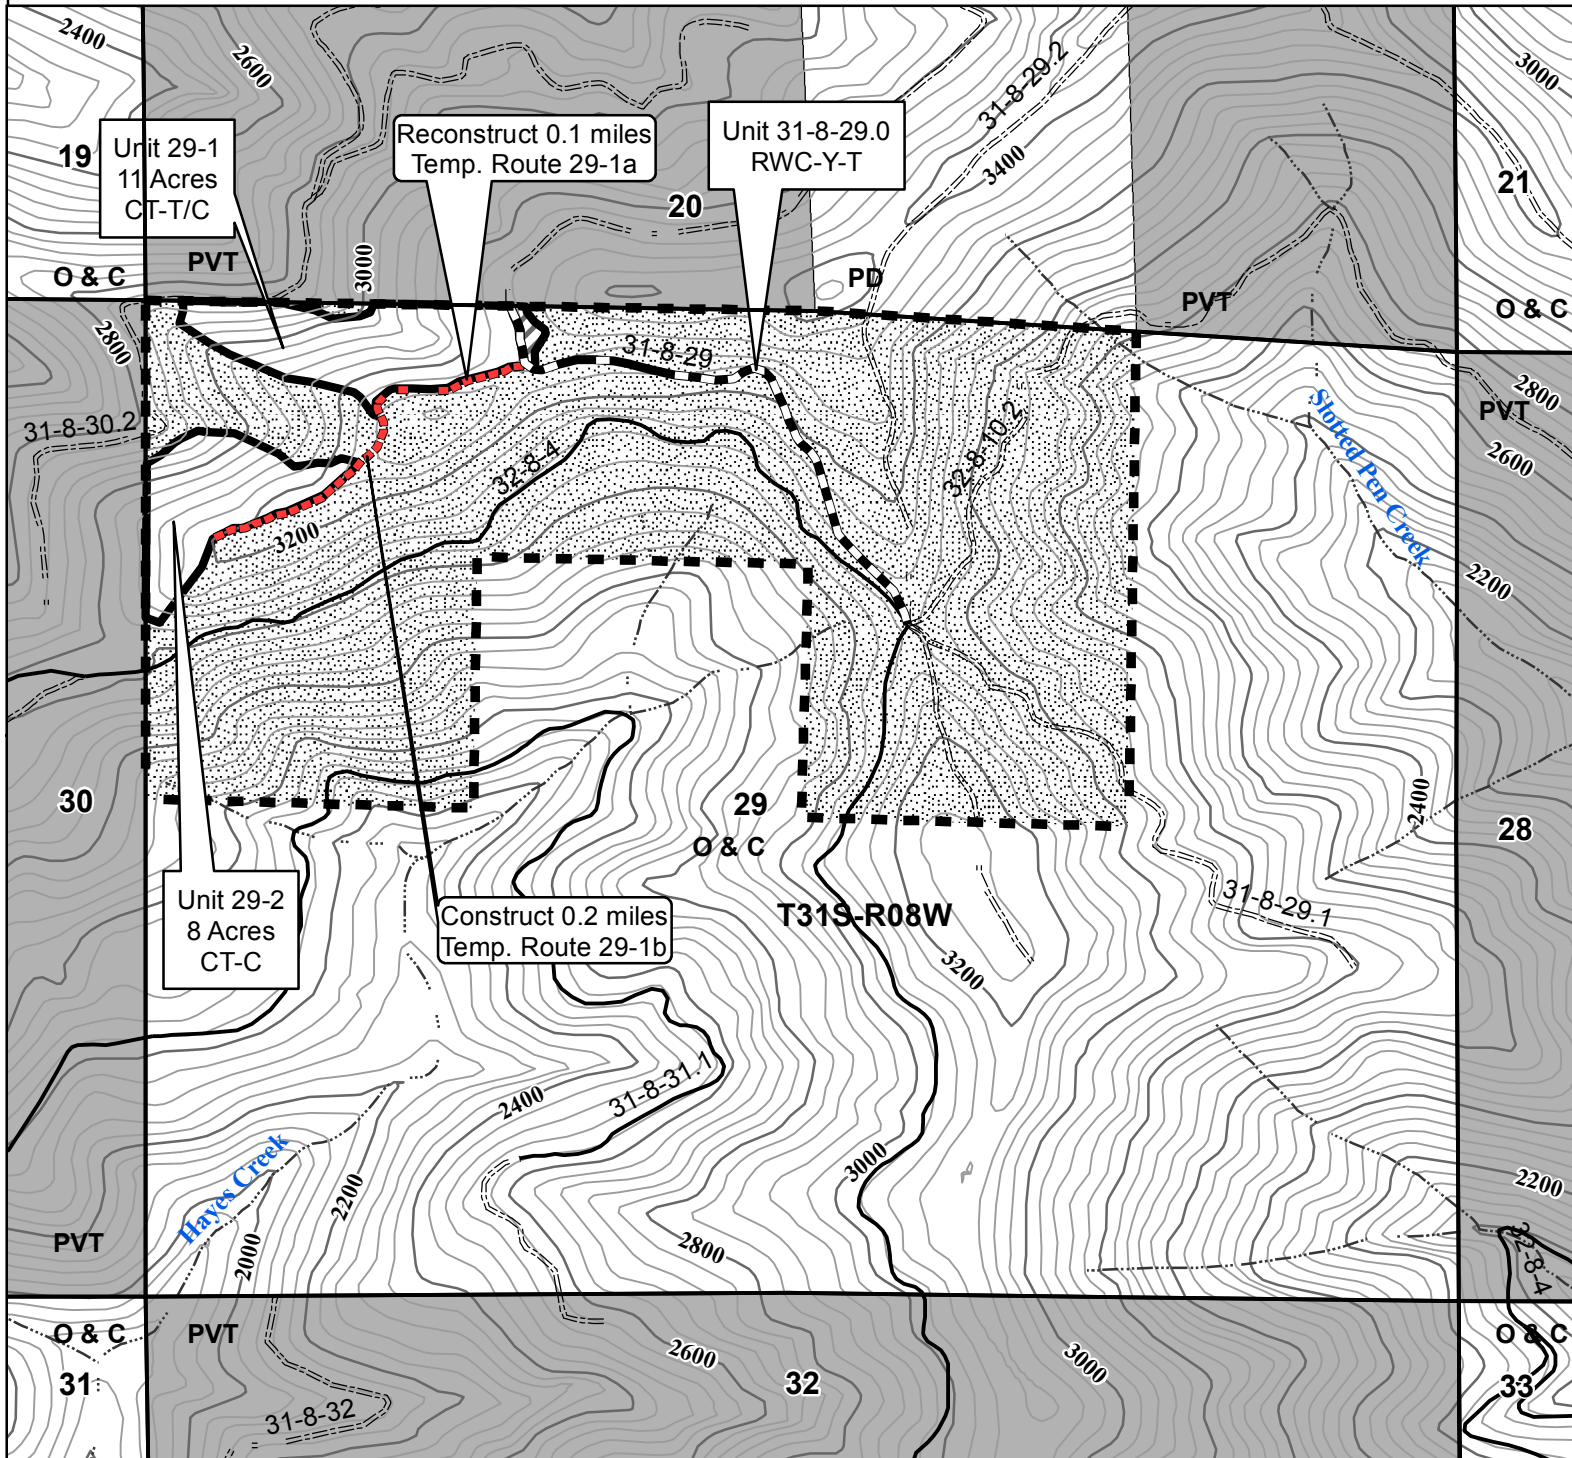 2400
2600
31-8-29.2
3000
19
Unit 29-1
11 Acres
CT-T/C
Reconstruct 0.1 miles
Temp. Route 29-1a
Unit 31-8-29.0
RWC-Y-T
3400
20
21
O & C
PVT
3000
PD
PVT
O & C
2800
31-8-29
2800
PVT
31-8-30.2
32-8-4
32-8-10.2
Slotted Pen Creek
2600
3200
2200
30
29
O & C
2400
28
Unit 29-2
8 Acres
CT-C
Construct 0.2 miles
Temp. Route 29-1b
T31S-R08W
31-8-29.1
3200
2400
31-8-31.1
Hayes Creek
2200
2000
3000
2800
2200
PVT
32-8-4
O & C
PVT
O & C
31
2600
32
3000
33
31-8-32